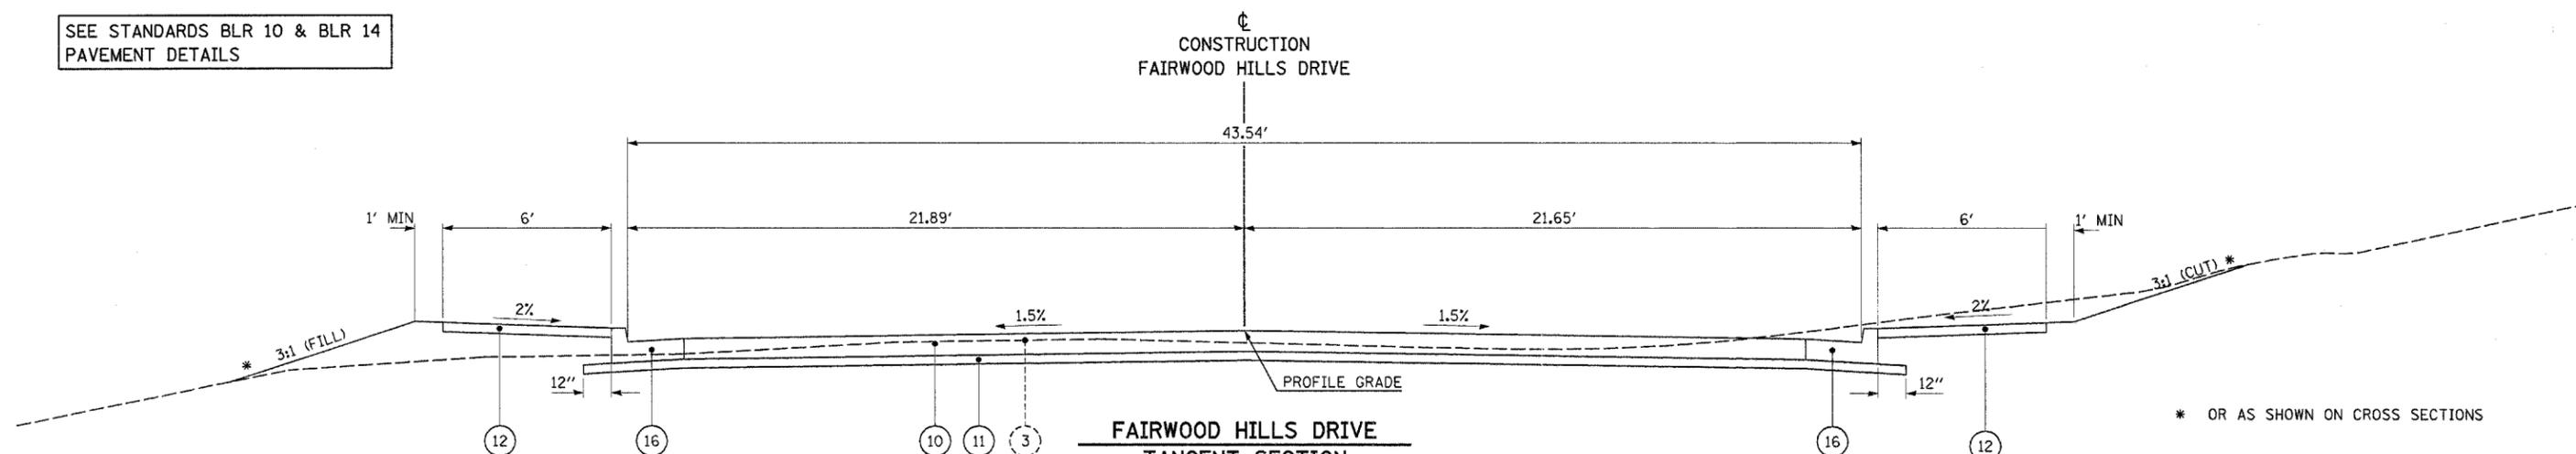 SEE STANDARDS BLR 10 & BLR 14
PAVEMENT DETAILS
℄
CONSTRUCTION
FAIRWOOD HILLS DRIVE
43.54'
1' MIN
6'
21.89'
21.65'
6'
1' MIN
3:1 (FILL)
*
2%
1.5%
1.5%
2%
3:1 (CUT)
*
12"
PROFILE GRADE
12"
12
16
10
11
3
16
12
FAIRWOOD HILLS DRIVE
TANGENT SECTION
* OR AS SHOWN ON CROSS SECTIONS